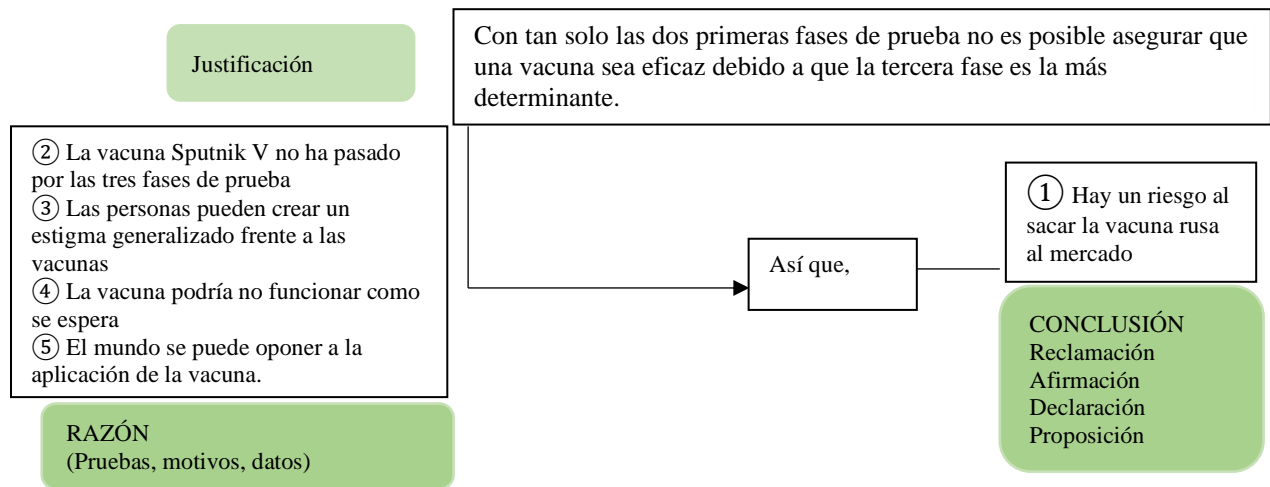 Justificación
Con tan solo las dos primeras fases de prueba no es posible asegurar que
una vacuna sea eficaz debido a que la tercera fase es la más
determinante.
② La vacuna Sputnik V no ha pasado
por las tres fases de prueba
③ Las personas pueden crear un
estigma generalizado frente a las
vacunas
④ La vacuna podría no funcionar como
se espera
⑤ El mundo se puede oponer a la
aplicación de la vacuna.
RAZÓN
(Pruebas, motivos, datos)
Así que,
① Hay un riesgo al
sacar la vacuna rusa
al mercado
CONCLUSIÓN
Reclamación
Afirmación
Declaración
Proposición